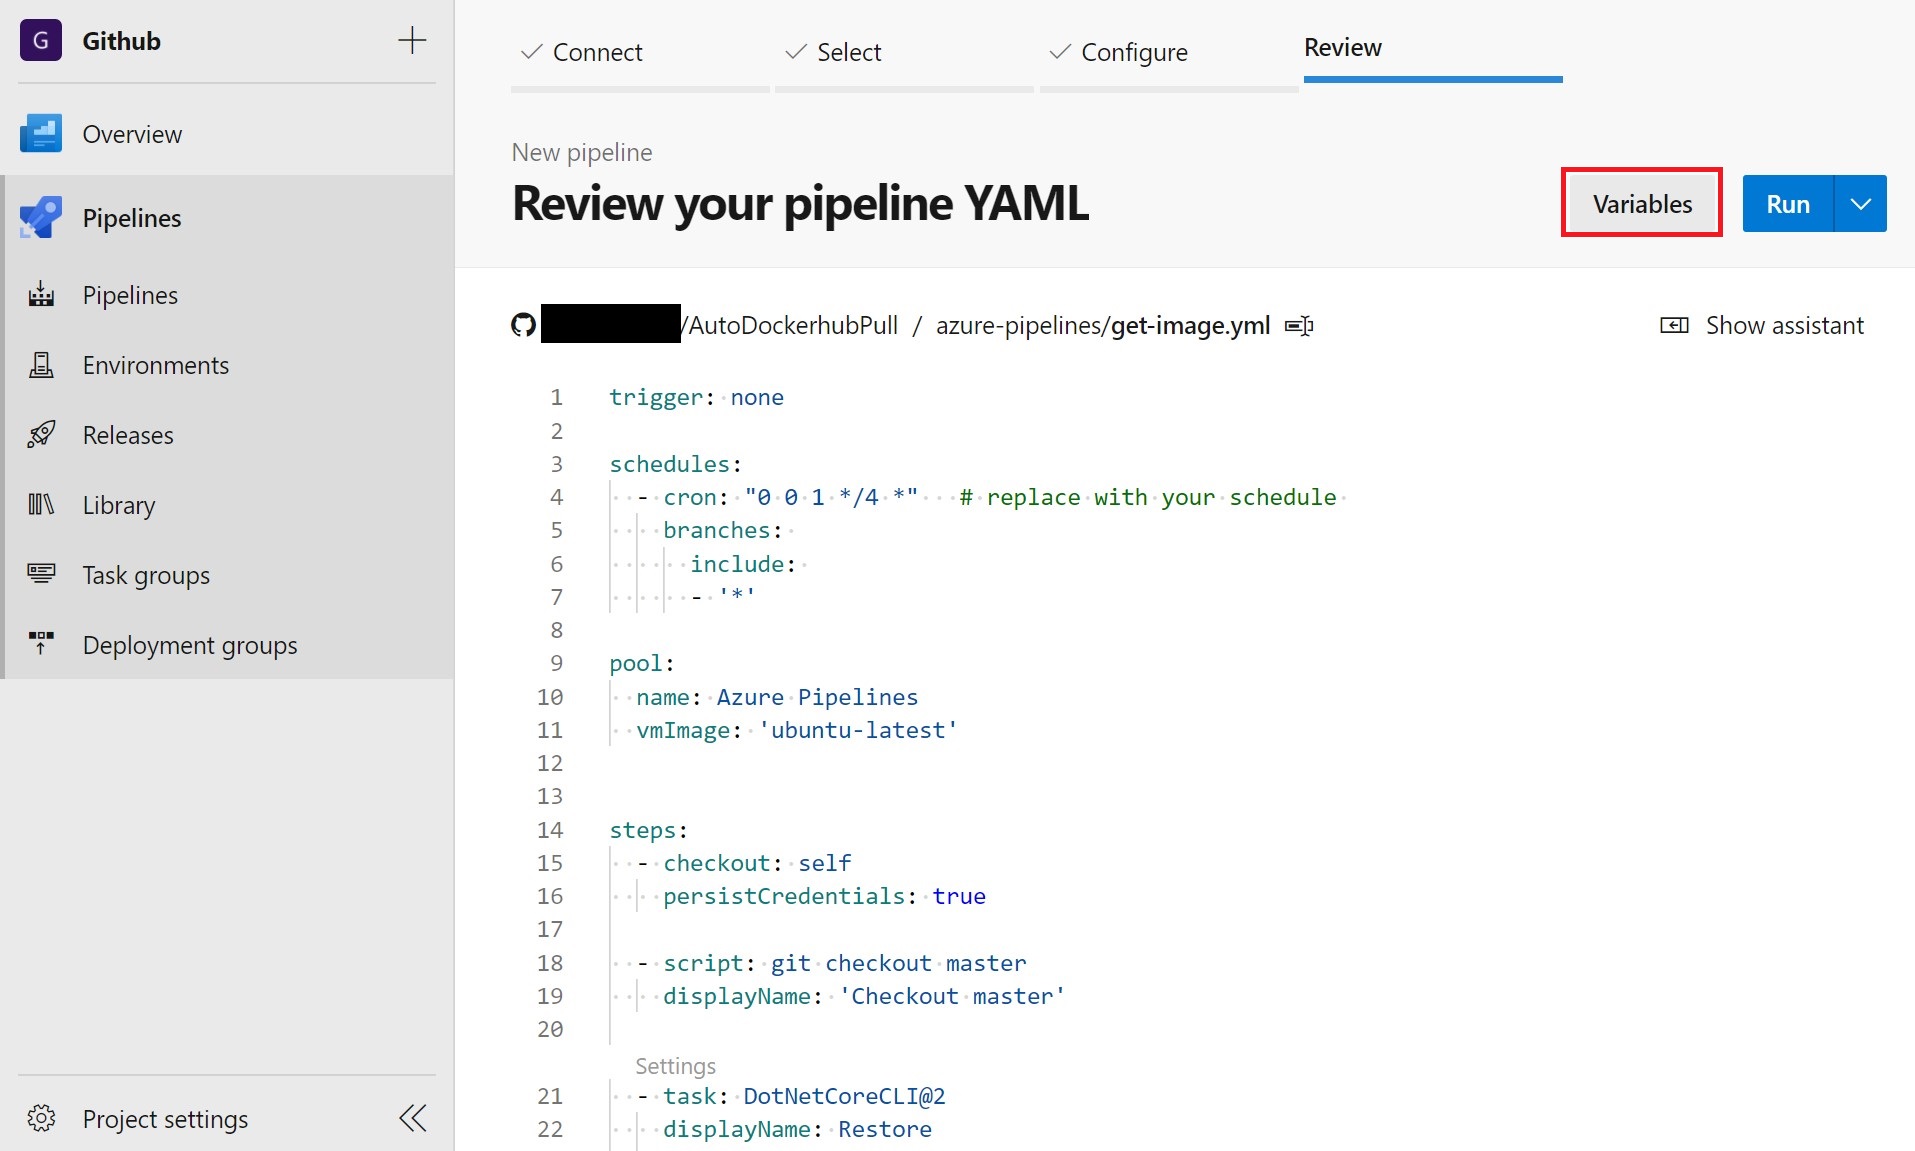 G Github
Overview
Pipelines
Pipelines
Environments
Releases
Library
Task groups
Deployment groups
Project settings
Connect
Select
Configure
Review
New pipeline
Review your pipeline YAML
Variables
Run
/AutoDockerhubPull / azure-pipelines/get-image.yml
Show assistant
1 trigger: none
2
3 schedules:
4   - cron: "0 0 1 */4 *"   # replace with your schedule
5     branches:
6       include:
7       - '*'
8
9 pool:
10   name: Azure Pipelines
11   vmImage: 'ubuntu-latest'
12
13
14 steps:
15   - checkout: self
16     persistCredentials: true
17
18   - script: git checkout master
19     displayName: 'Checkout master'
20
Settings
21   - task: DotNetCoreCLI@2
22     displayName: Restore